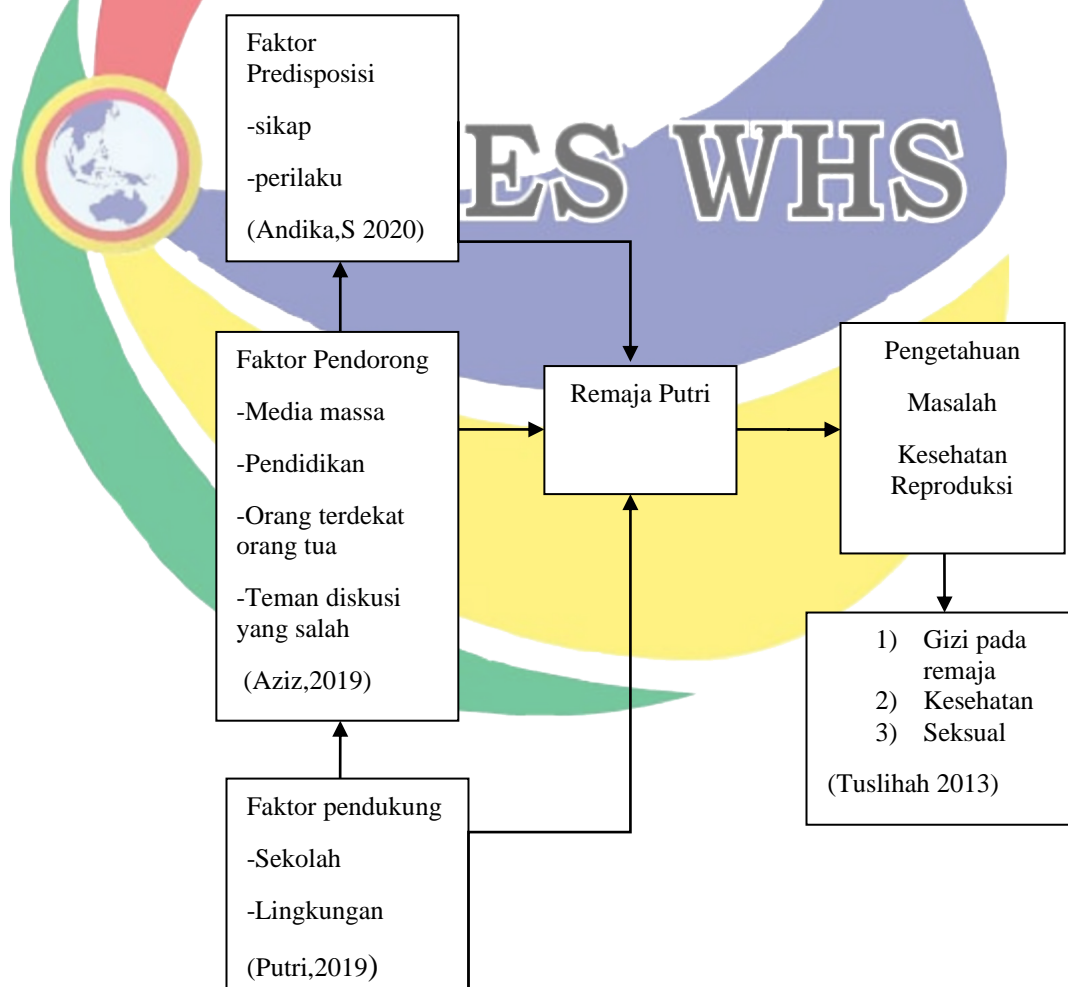 Faktor
Predisposisi
-sikap
-perilaku
(Andika,S 2020)
ES WHS
Faktor Pendorong
-Media massa
-Pendidikan
-Orang terdekat
orang tua
-Teman diskusi
yang salah
(Aziz,2019)
Remaja Putri
Pengetahuan
Masalah
Kesehatan
Reproduksi
1) Gizi pada
remaja
2) Kesehatan
3) Seksual
(Tuslihah 2013)
Faktor pendukung
-Sekolah
-Lingkungan
(Putri,2019)